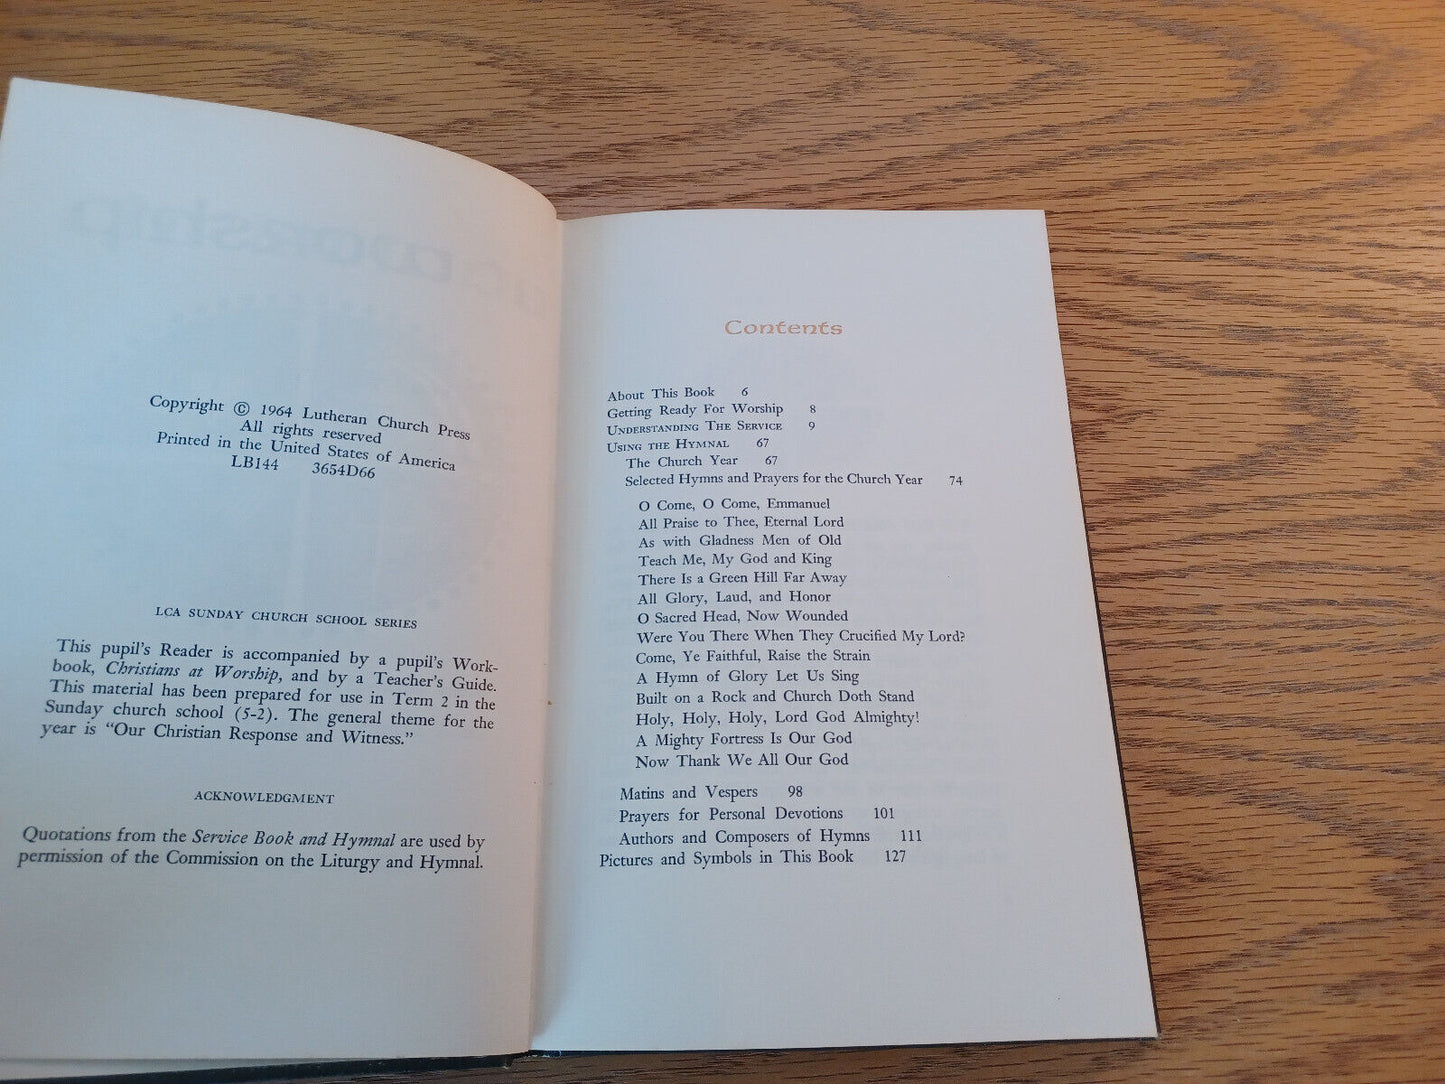 Copyright © 1964 Lutheran Church Press
All rights reserved
Printed in the United States of America
LB144 3654D66
LCA SUNDAY CHURCH SCHOOL SERIES
This pupil's Reader is accompanied by a pupil's Work-
book, Christians at Worship, and by a Teacher's Guide.
This material has been prepared for use in Term 2 in the
Sunday church school (5-2). The general theme for the
year is "Our Christian Response and Witness."
ACKNOWLEDGMENT
Quotations from the Service Book and Hymnal are used by
permission of the Commission on the Liturgy and Hymnal.
Contents
About This Book 6
Getting Ready For Worship 8
UNDERSTANDING THE SERVICE 9
USING THE HYMNAL 67
The Church Year 67
Selected Hymns and Prayers for the Church Year 74
O Come, O Come, Emmanuel
All Praise to Thee, Eternal Lord
As with Gladness Men of Old
Teach Me, My God and King
There Is a Green Hill Far Away
All Glory, Laud, and Honor
O Sacred Head, Now Wounded
Were You There When They Crucified My Lord?
Come, Ye Faithful, Raise the Strain
A Hymn of Glory Let Us Sing
Built on a Rock and Church Doth Stand
Holy, Holy, Holy, Lord God Almighty!
A Mighty Fortress Is Our God
Now Thank We All Our God
Matins and Vespers 98
Prayers for Personal Devotions 101
Authors and Composers of Hymns 111
Pictures and Symbols in This Book 127